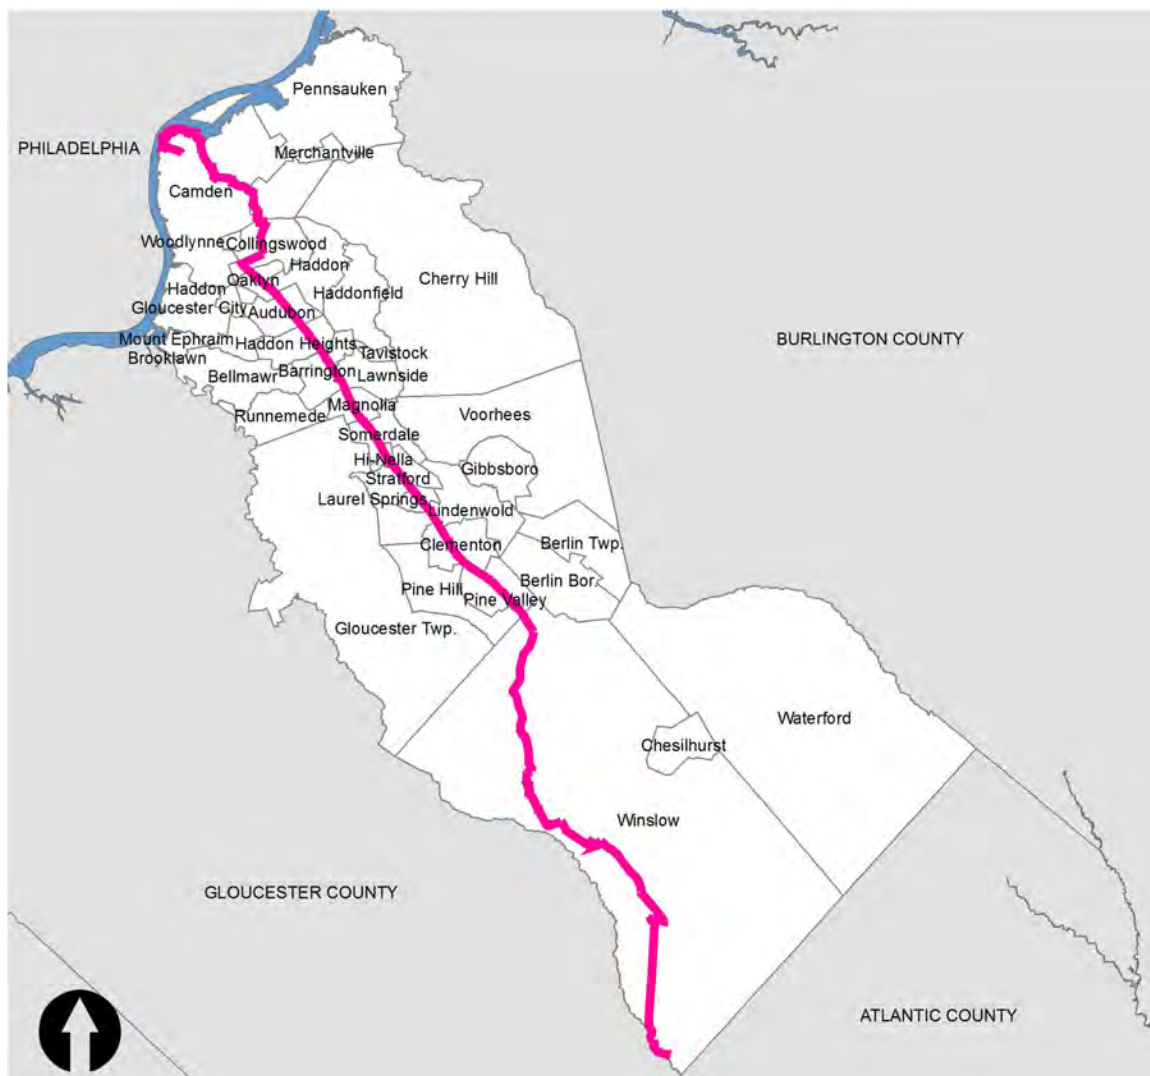 Pennsauken
PHILADELPHIA
Merchantville
Camden
Woodlynne
Collingswood
Haddon
Cherry Hill
Oaklyn
Haddon
Haddonfield
Gloucester City
Audubon
Mount Ephraim
Haddon Heights
BURLINGTON COUNTY
Brooklawn
Tavistock
Bellmawr
Barrington
Lawnside
Magnolia
Runnemede
Voorhees
Somerdale
Hi-Nella
Gibbsboro
Stratford
Laurel Springs
Lindenwold
Clementon
Berlin Twp.
Pine Hill
Berlin Bor.
Pine Valley
Gloucester Twp.
Waterford
Chesilhurst
Winslow
GLOUCESTER COUNTY
ATLANTIC COUNTY